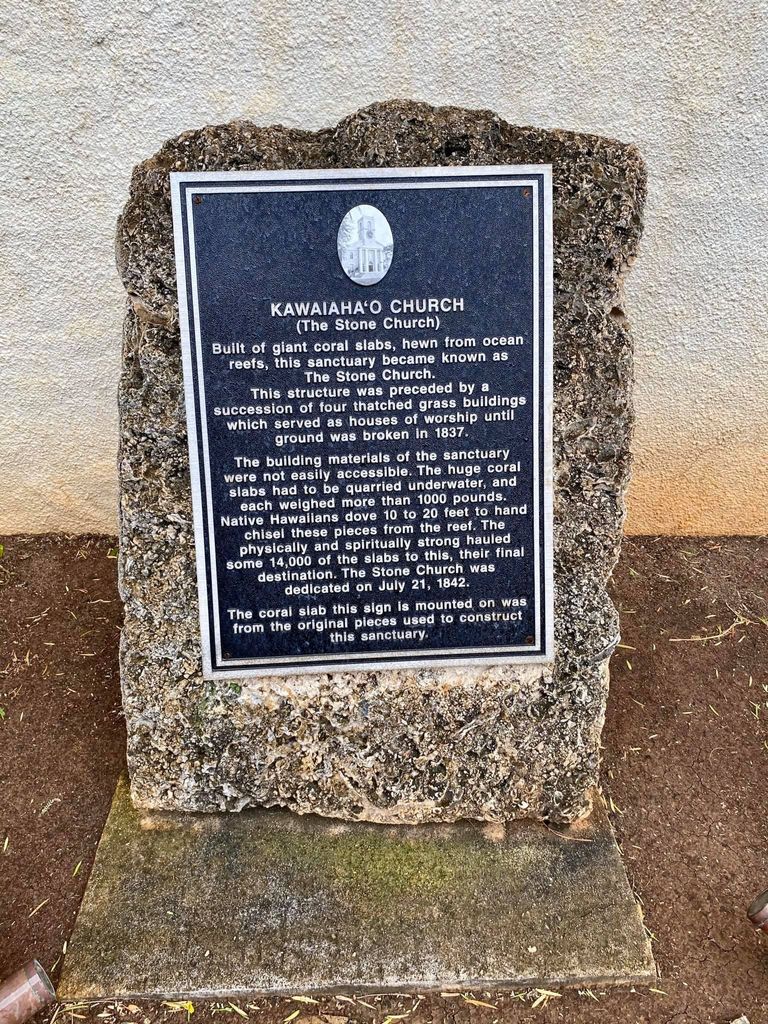 KAWAIAHAʻO CHURCH
(The Stone Church)
Built of giant coral slabs, hewn from ocean
reefs, this sanctuary became known as
The Stone Church.
This structure was preceded by a
succession of four thatched grass buildings
which served as houses of worship until
ground was broken in 1837.
The building materials of the sanctuary
were not easily accessible. The huge coral
slabs had to be quarried underwater, and
each weighed more than 1000 pounds.
Native Hawaiians dove 10 to 20 feet to hand
chisel these pieces from the reef. The
physically and spiritually strong hauled
some 14,000 of the slabs to this, their final
destination. The Stone Church was
dedicated on July 21, 1842.
The coral slab this sign is mounted on was
from the original pieces used to construct
this sanctuary.